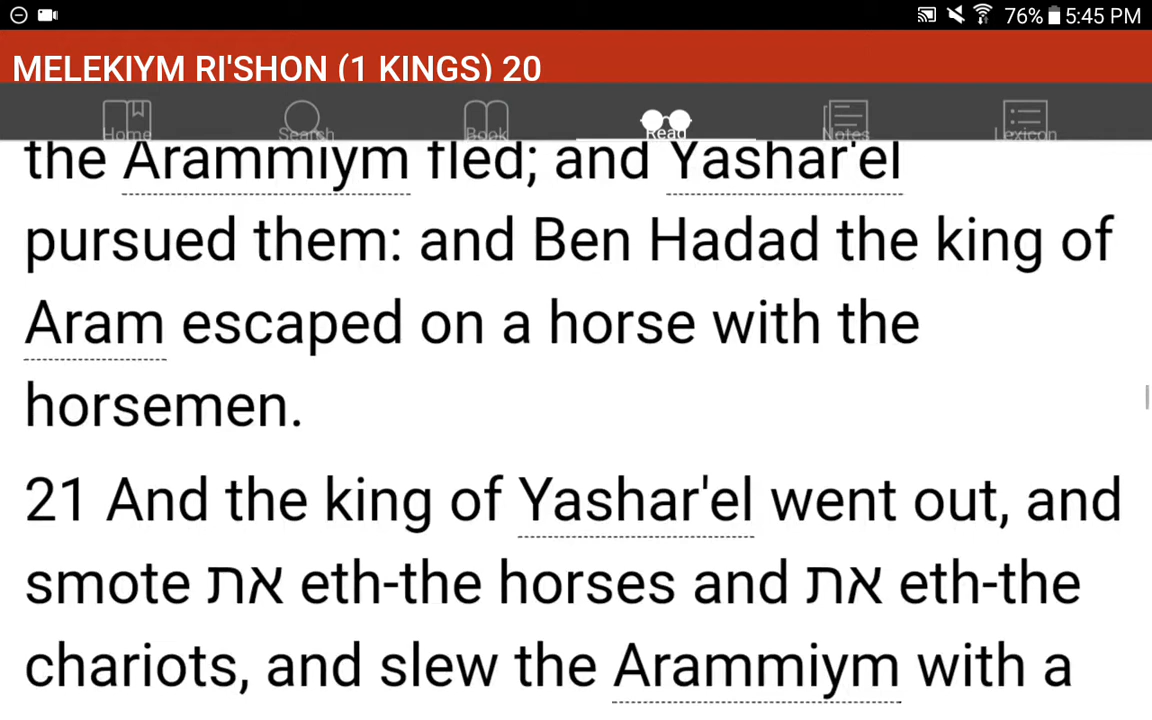 76% 5:45 PM
MELEKIYM RI'SHON (1 KINGS) 20
Home Search Book Read Notes Lexicon
the Arammiym fled; and Yashar'el
pursued them: and Ben Hadad the king of
Aram escaped on a horse with the
horsemen.
21 And the king of Yashar'el went out, and
smote את eth-the horses and את eth-the
chariots, and slew the Arammiym with a